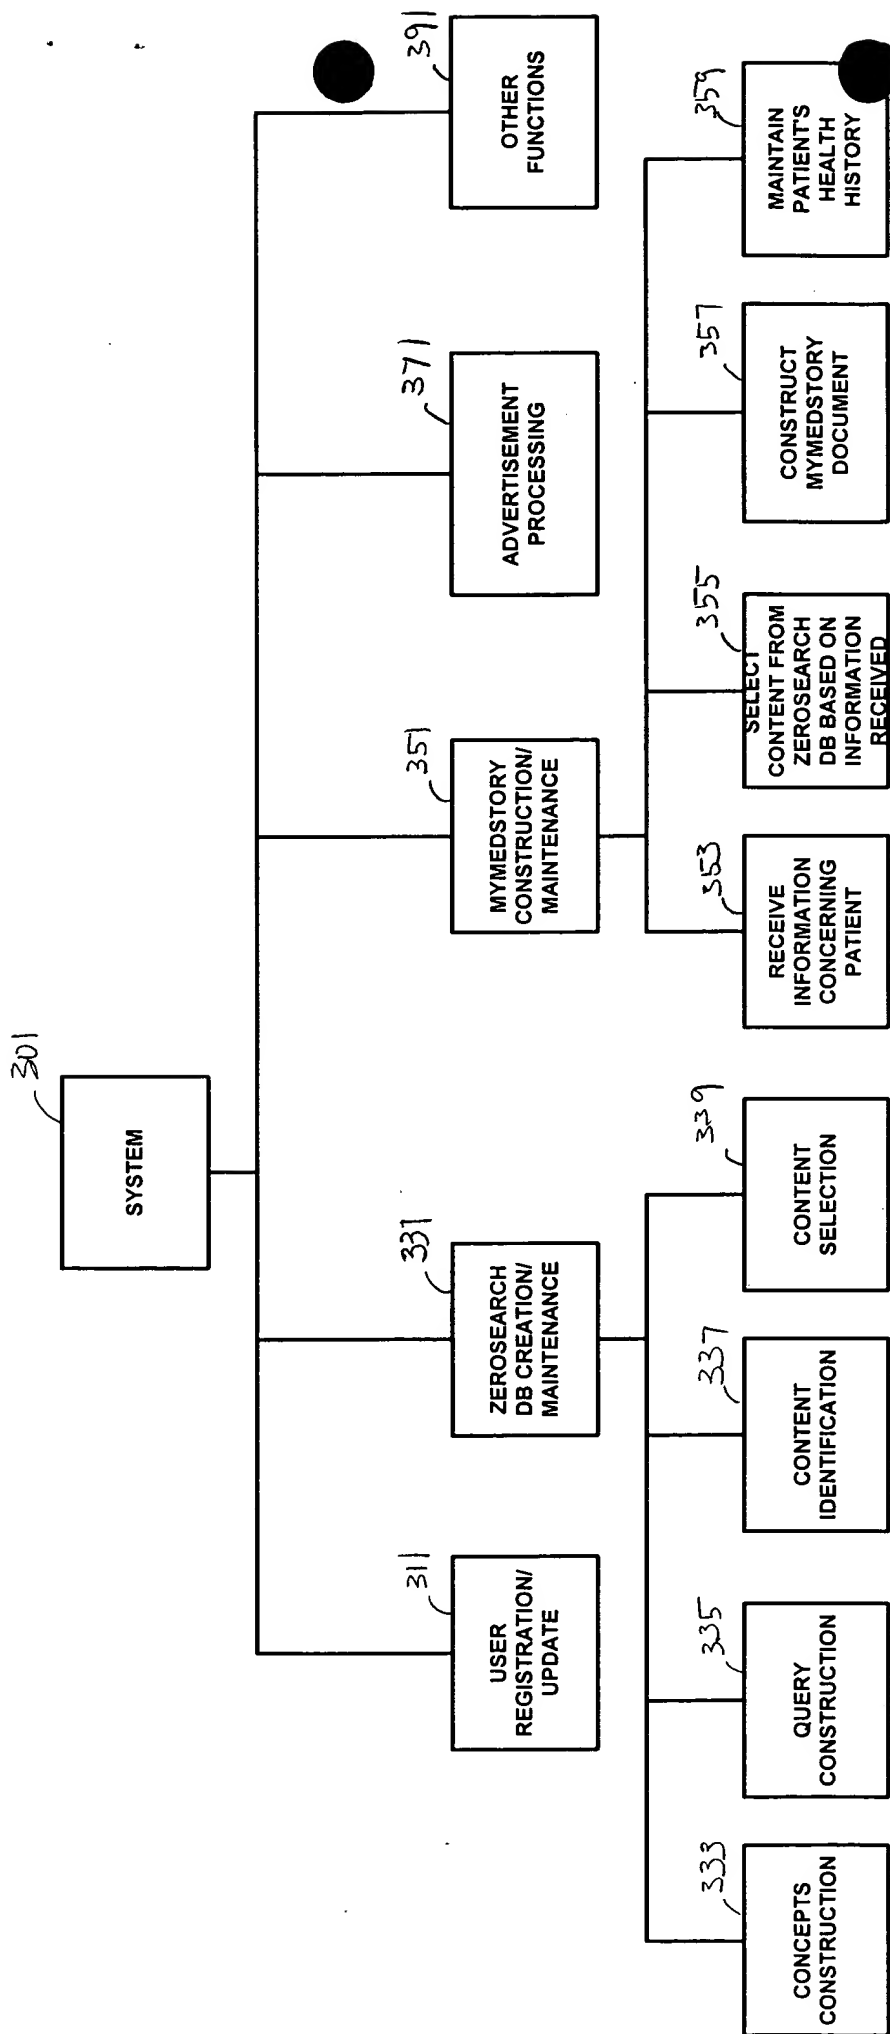 301
SYSTEM
311
USER
REGISTRATION/
UPDATE
331
ZEROSEARCH
DB CREATION/
MAINTENANCE
351
MYMEDSTORY
CONSTRUCTION/
MAINTENANCE
371
ADVERTISEMENT
PROCESSING
391
OTHER
FUNCTIONS
333
CONCEPTS
CONSTRUCTION
335
QUERY
CONSTRUCTION
337
CONTENT
IDENTIFICATION
339
CONTENT
SELECTION
353
RECEIVE
INFORMATION
CONCERNING
PATIENT
355
SELECT
CONTENT FROM
ZEROSEARCH
DB BASED ON
INFORMATION
RECEIVED
357
CONSTRUCT
MYMEDSTORY
DOCUMENT
359
MAINTAIN
PATIENT'S
HEALTH
HISTORY